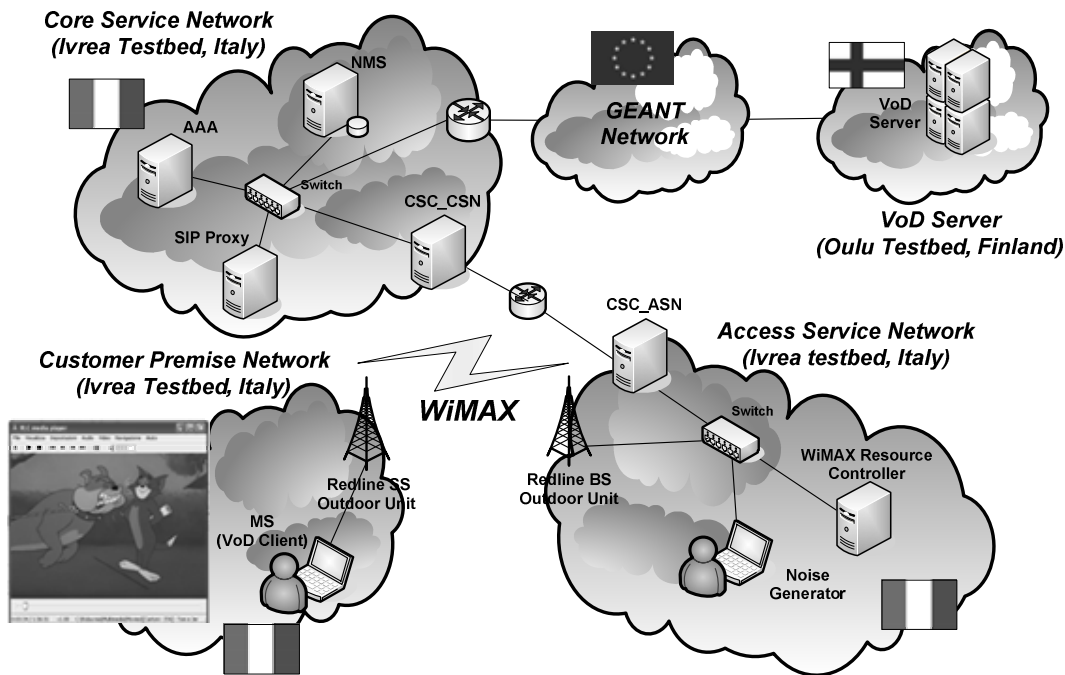 Core Service Network
(Ivrea Testbed, Italy)
NMS
AAA
Switch
CSC_CSN
SIP Proxy
GEANT
Network
VoD
Server
VoD Server
(Oulu Testbed, Finland)
CSC_ASN
Access Service Network
(Ivrea testbed, Italy)
Customer Premise Network
(Ivrea Testbed, Italy)
WiMAX
Switch
WiMAX Resource
Controller
Redline SS
Outdoor Unit
Redline BS
Outdoor Unit
MS
(VoD Client)
Noise
Generator
media player